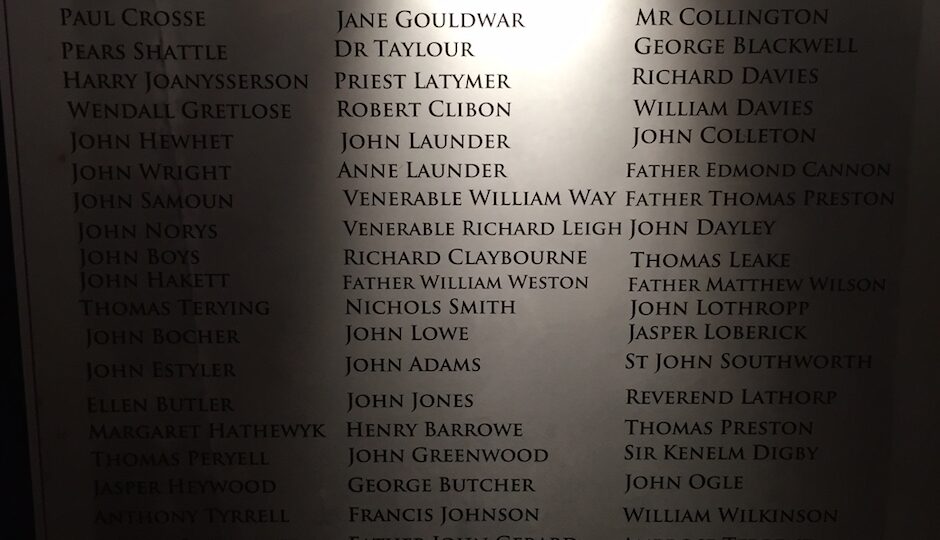 PAUL CROSSE
PEARS SHATTLE
HARRY JOANYSSERSON
WENDALL GRETLOSE
JOHN HEWHET
JOHN WRIGHT
JOHN SAMOUN
JOHN NORYS
JOHN BOYS
JOHN HAKETT
THOMAS TERYING
JOHN BOCHER
JOHN ESTYLER
ELLEN BUTLER
MARGARET HATHEWYK
THOMAS PERYELL
JASPER HEYWOOD
ANTHONY TYRRELL
JANE GOULDWAR
DR TAYLOUR
PRIEST LATYMER
ROBERT CLIBON
JOHN LAUNDER
ANNE LAUNDER
VENERABLE WILLIAM WAY
VENERABLE RICHARD LEIGH
RICHARD CLAYBOURNE
FATHER WILLIAM WESTON
NICHOLS SMITH
JOHN LOWE
JOHN ADAMS
JOHN JONES
HENRY BARROWE
JOHN GREENWOOD
GEORGE BUTCHER
FRANCIS JOHNSON
FATHER JOHN GERARD
MR COLLINGTON
GEORGE BLACKWELL
RICHARD DAVIES
WILLIAM DAVIES
JOHN COLLETON
FATHER EDMOND CANNON
FATHER THOMAS PRESTON
JOHN DAYLEY
THOMAS LEAKE
FATHER MATTHEW WILSON
JOHN LOTHROPP
JASPER LOBERICK
ST JOHN SOUTHWORTH
REVEREND LATHORP
THOMAS PRESTON
SIR KENELM DIGBY
JOHN OGLE
WILLIAM WILKINSON